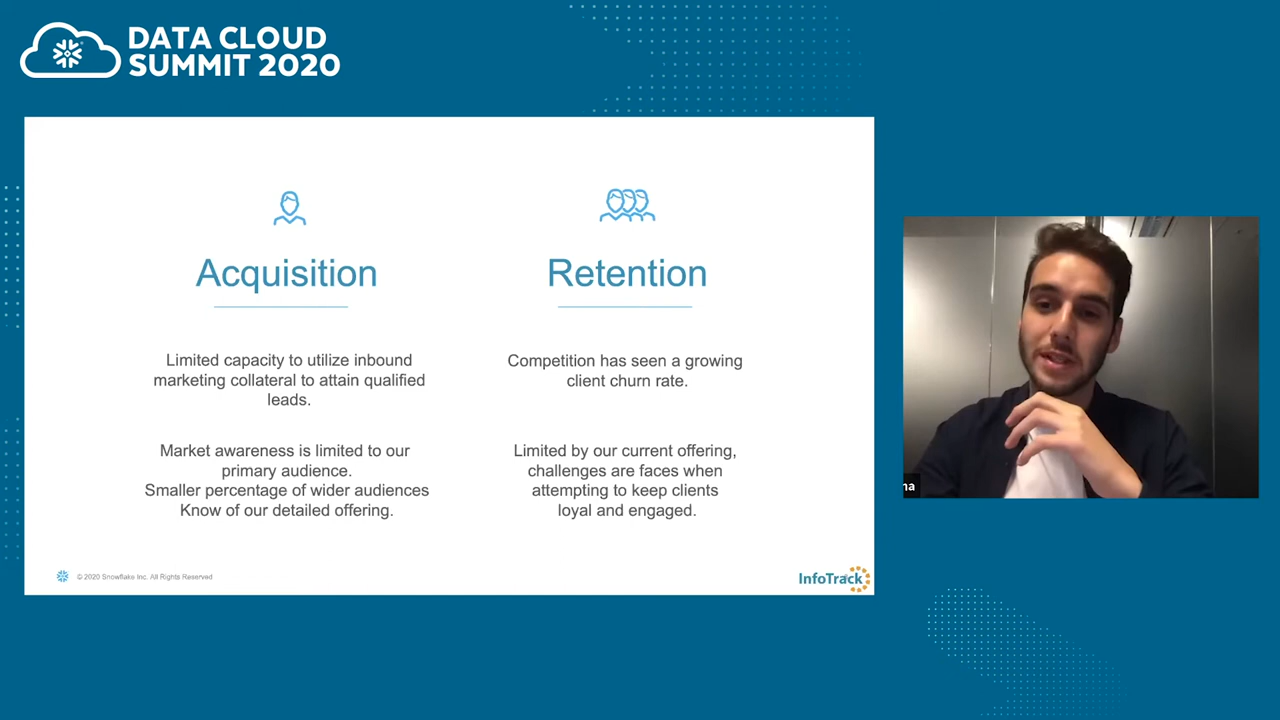 DATA CLOUD
SUMMIT 2020
Acquisition
Limited capacity to utilize inbound
marketing collateral to attain qualified
leads.
Market awareness is limited to our
primary audience.
Smaller percentage of wider audiences
Know of our detailed offering.
Retention
Competition has seen a growing
client churn rate.
Limited by our current offering,
challenges are faces when
attempting to keep clients
loyal and engaged.
© 2020 Snowflake Inc. All Rights Reserved
InfoTrack
na